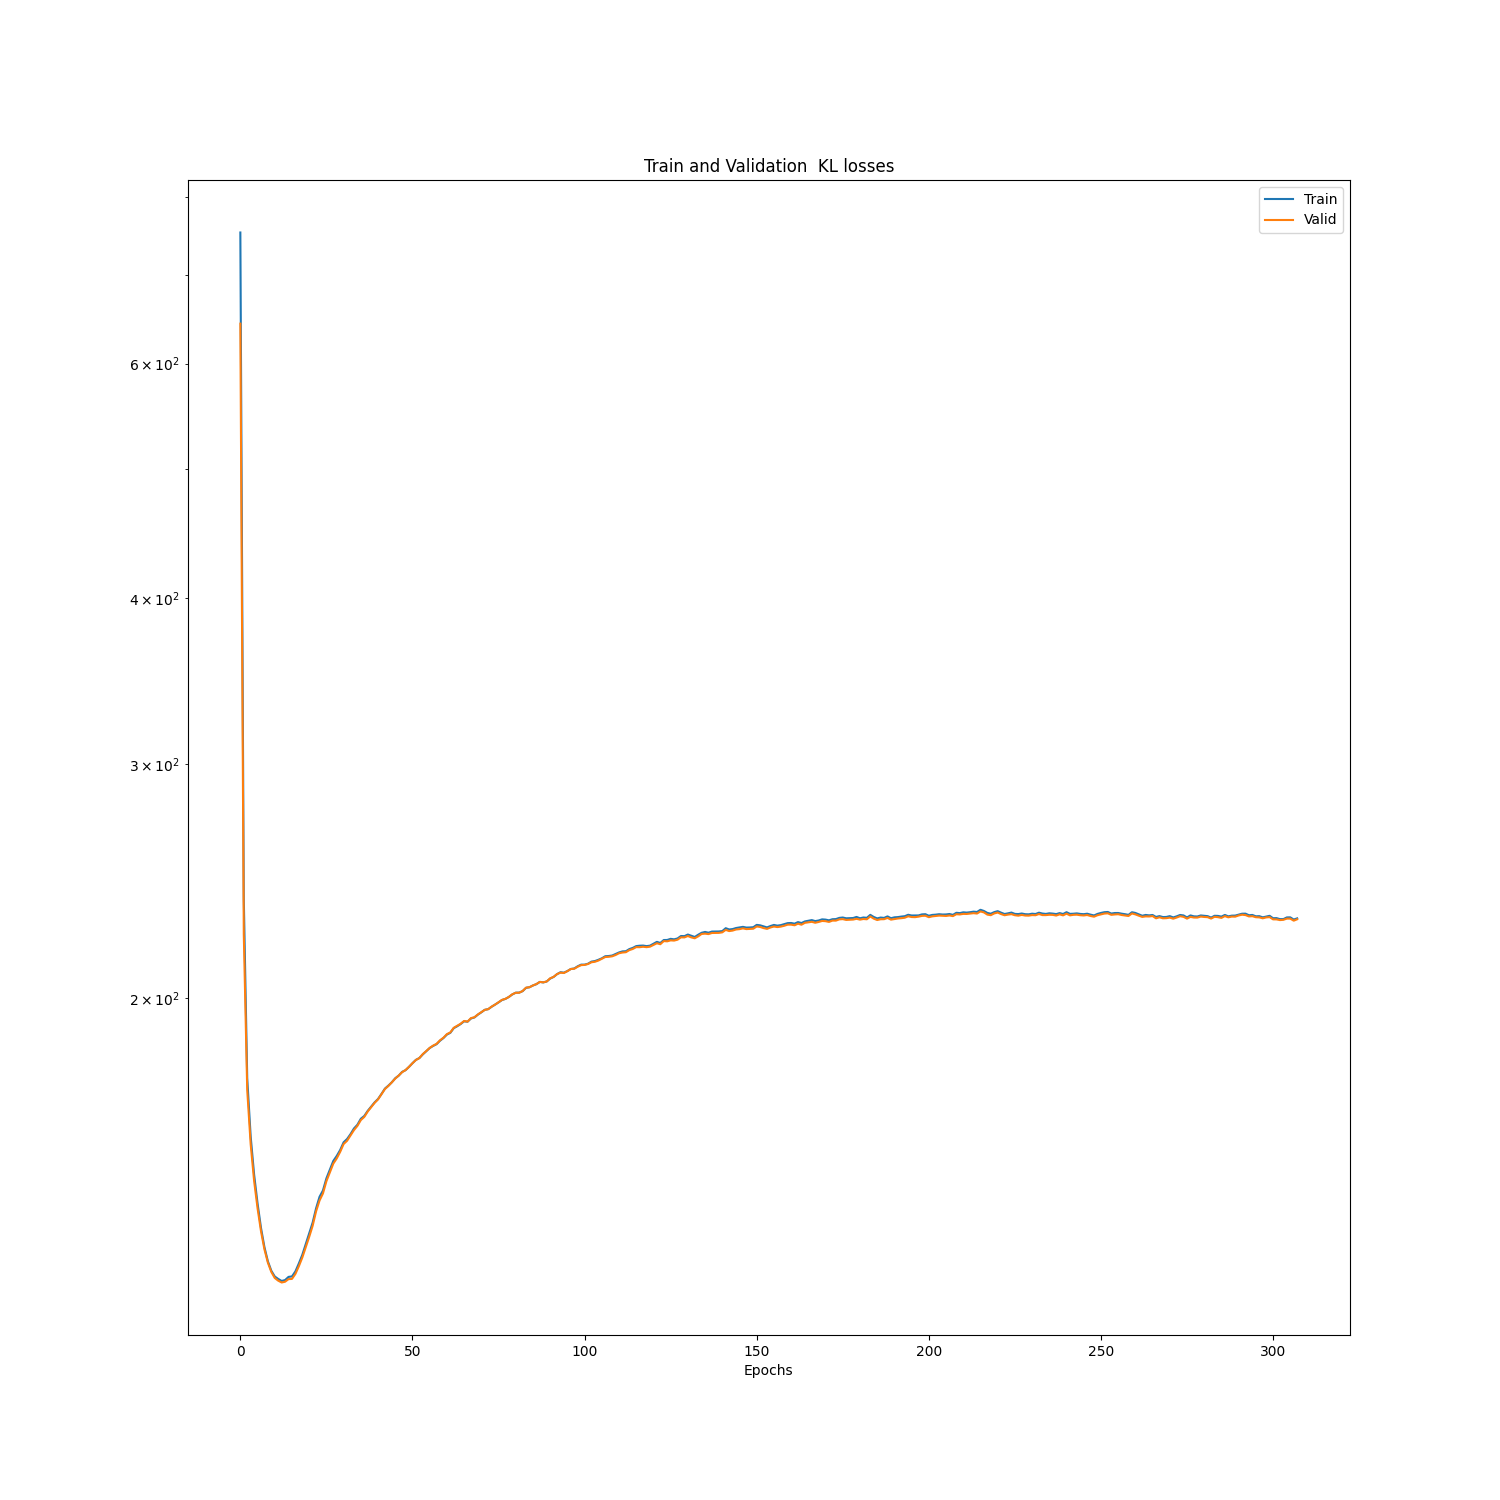 Train and Validation  KL losses
Train
Valid
6 × 10²
4 × 10²
3 × 10²
2 × 10²
0 50 100 150 200 250 300
Epochs